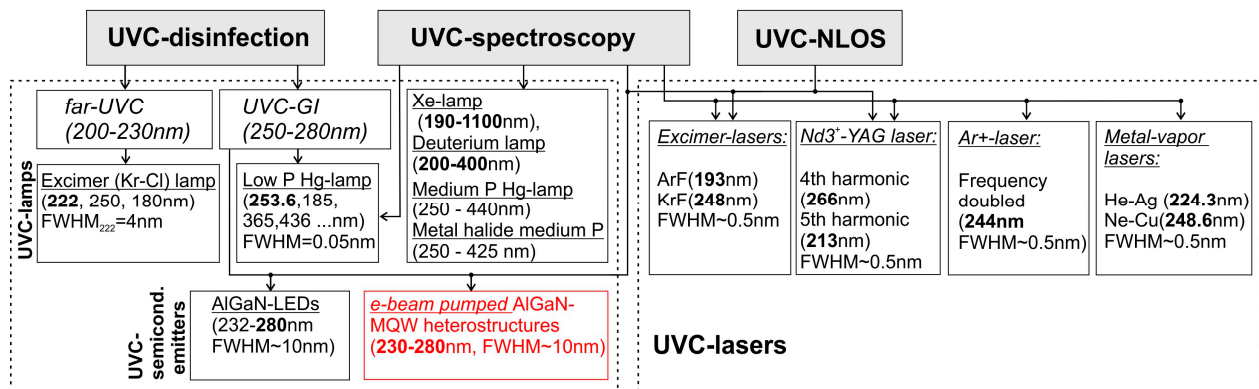 UVC-disinfection
UVC-spectroscopy
UVC-NLOS
far-UVC
(200-230nm)
UVC-GI
(250-280nm)
UVC-lamps
Excimer (Kr-Cl) lamp
(222, 250, 180nm)
FWHM₂₂₂=4nm
Low P Hg-lamp
(253.6,185,
365,436 ...nm)
FWHM=0.05nm
Xe-lamp
(190-1100nm),
Deuterium lamp
(200-400nm)
Medium P Hg-lamp
(250 - 440nm)
Metal halide medium P
(250 - 425 nm)
Excimer-lasers:
ArF(193nm)
KrF(248nm)
FWHM~0.5nm
Nd3⁺-YAG laser:
4th harmonic
(266nm)
5th harmonic
(213nm)
FWHM~0.5nm
Ar+-laser:
Frequency
doubled
(244nm
FWHM~0.5nm)
Metal-vapor
lasers:
He-Ag (224.3nm)
Ne-Cu(248.6nm)
FWHM~0.5nm
UVC-
semicond.
emitters
AlGaN-LEDs
(232-280nm
FWHM~10nm)
e-beam pumped AlGaN-
MQW heterostructures
(230-280nm, FWHM~10nm)
UVC-lasers